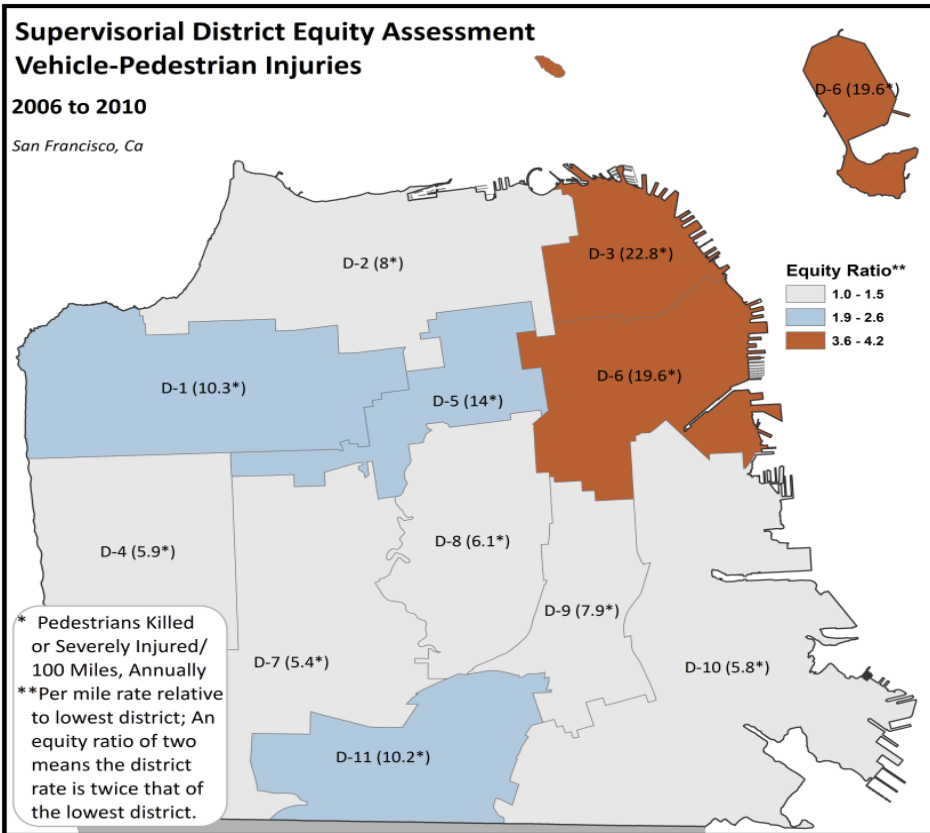 Supervisorial District Equity Assessment
Vehicle-Pedestrian Injuries
2006 to 2010
San Francisco, Ca
D-6 (19.6*)
D-2 (8*)
D-3 (22.8*)
Equity Ratio**
1.0 - 1.5
1.9 - 2.6
3.6 - 4.2
D-1 (10.3*)
D-5 (14*)
D-6 (19.6*)
D-4 (5.9*)
D-8 (6.1*)
D-9 (7.9*)
D-7 (5.4*)
D-10 (5.8*)
D-11 (10.2*)
* Pedestrians Killed
or Severely Injured/
100 Miles, Annually
**Per mile rate relative
to lowest district; An
equity ratio of two
means the district
rate is twice that of
the lowest district.